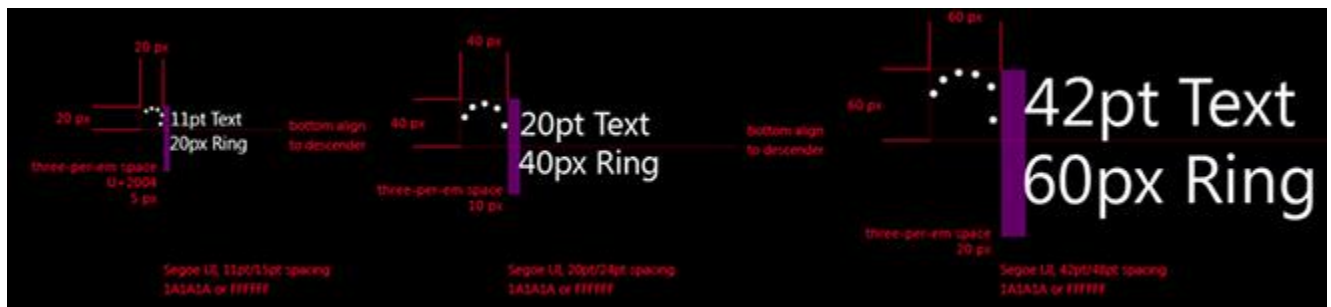 20 px
20 px
11pt Text
20px Ring
bottom align
to descender
three-per-em space
U+2004
5 px
Segoe UI, 11pt/15pt spacing
1A1A1A or FFFFFF
40 px
40 px
20pt Text
40px Ring
bottom align
to descender
three-per-em space
10 px
Segoe UI, 20pt/24pt spacing
1A1A1A or FFFFFF
60 px
60 px
42pt Text
60px Ring
three-per-em space
20 px
Segoe UI, 42pt/48pt spacing
1A1A1A or FFFFFF